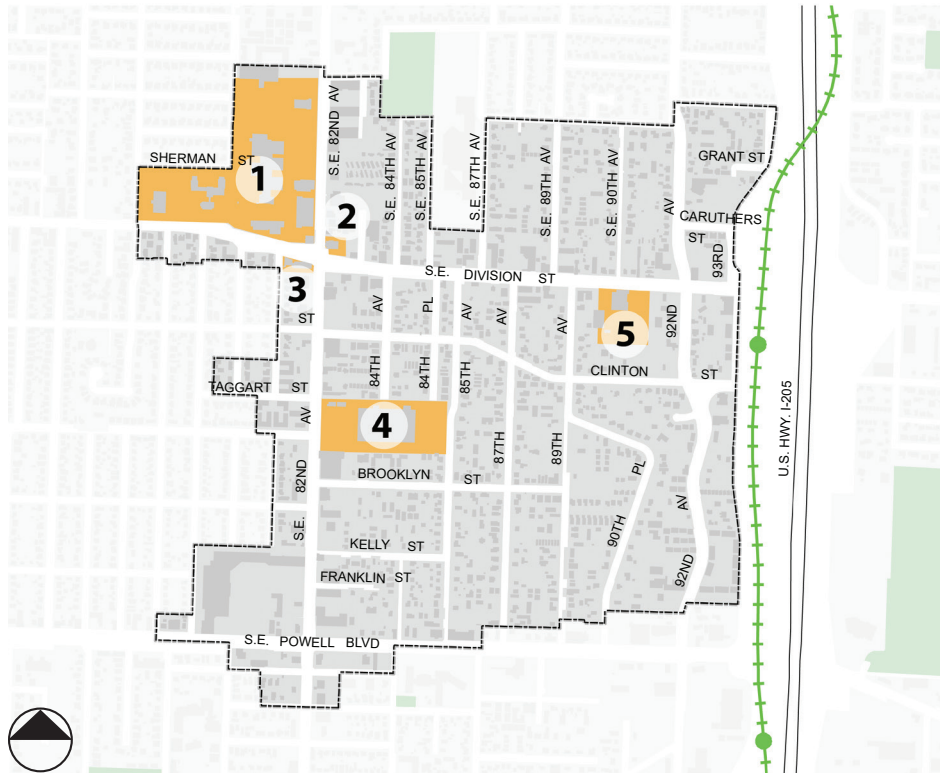 S.E. 82ND AV
S.E. 84TH AV
S.E. 85TH AV
S.E. 87TH AV
S.E. 89TH AV
S.E. 90TH AV
AV
GRANT ST
SHERMAN ST
1
CARUTHERS
ST
93RD
2
S.E. DIVISION ST
3
ST
AV
PL
AV
AV
AV
92ND
5
CLINTON ST
TAGGART ST
84TH
84TH
85TH
U.S. HWY. I-205
AV
4
82ND
87TH
89TH
BROOKLYN ST
PL
AV
S.E.
90TH
92ND
KELLY ST
FRANKLIN ST
S.E. POWELL BLVD